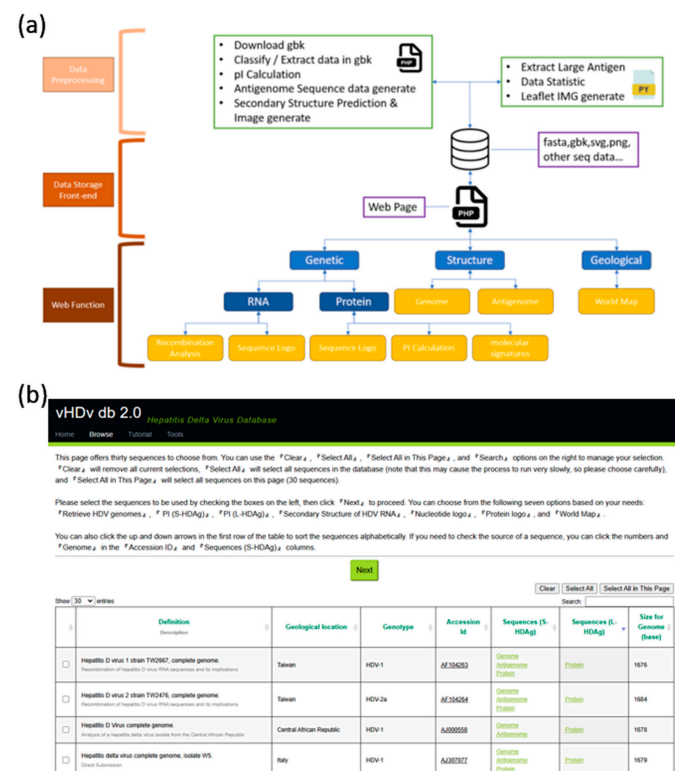 (a)
Data
Preprocessing
• Download gbk
• Classify / Extract data in gbk
• pI Calculation
• Antigenome Sequence data generate
• Secondary Structure Prediction &
Image generate
PHP
• Extract Large Antigen
• Data Statistic
• Leaflet IMG generate
PY
Data Storage
Front-end
fasta,gbk,svg,png,
other seq data...
Web Page
PHP
Web Function
Genetic
Structure
Geological
RNA
Protein
Genome
Antigenome
World Map
Recombination
Analysis
Sequence Logo
Sequence Logo
PI Calculation
molecular
signatures
(b)
vHDv db 2.0 Hepatitis Delta Virus Database
Home Browse Tutorial Tools
This page offers thirty sequences to choose from. You can use the 『Clear』, 『Select All』, 『Select All in This Page』, and 『Search』 options on the right to manage your selection.
『Clear』 will remove all current selections, 『Select All』 will select all sequences in the database (note that this may cause the process to run very slowly, so please choose carefully),
and 『Select All in This Page』 will select all sequences on this page (30 sequences).
Please select the sequences to be used by checking the boxes on the left, then click 『Next』 to proceed. You can choose from the following seven options based on your needs:
『Retrieve HDV genomes』, 『 PI (S-HDAg)』, 『PI (L-HDAg)』, 『Secondary Structure of HDV RNA』, 『Nucleotide logo』, 『Protein logo』, and 『World Map』.
You can also click the up and down arrows in the first row of the table to sort the sequences alphabetically. If you need to check the source of a sequence, you can click the numbers and
『Genome』 in the 『Accession ID』 and 『Sequences (S-HDAg)』 columns.
Next
Clear Select All Select All in This Page
Show 30 entries
Search:
Definition
Description
Geological location
Genotype
Accession
Id
Sequences (S-
HDAg)
Sequences (L-
HDAg)
Size for
Genome
(base)
Hepatitis D virus 1 strain TW2667, complete genome.
Recombination of hepatitis D virus RNA sequences and its implications
Taiwan
HDV-1
AF104263
Genome
Antigenome
Protein
Protein
1676
Hepatitis D virus 2 strain TW2476, complete genome.
Recombination of hepatitis D virus RNA sequences and its implications
Taiwan
HDV-2a
AF104264
Genome
Antigenome
Protein
Protein
1684
Hepatitis D Virus complete genome.
Analysis of a hepatitis delta virus isolate from the Central African Republic
Central African Republic
HDV-1
AJ000558
Genome
Antigenome
Protein
1678
Hepatitis delta virus complete genome, isolate W5.
Direct Submission
Italy
HDV-1
AJ307077
Genome
Antigenome
Protein
Protein
1679